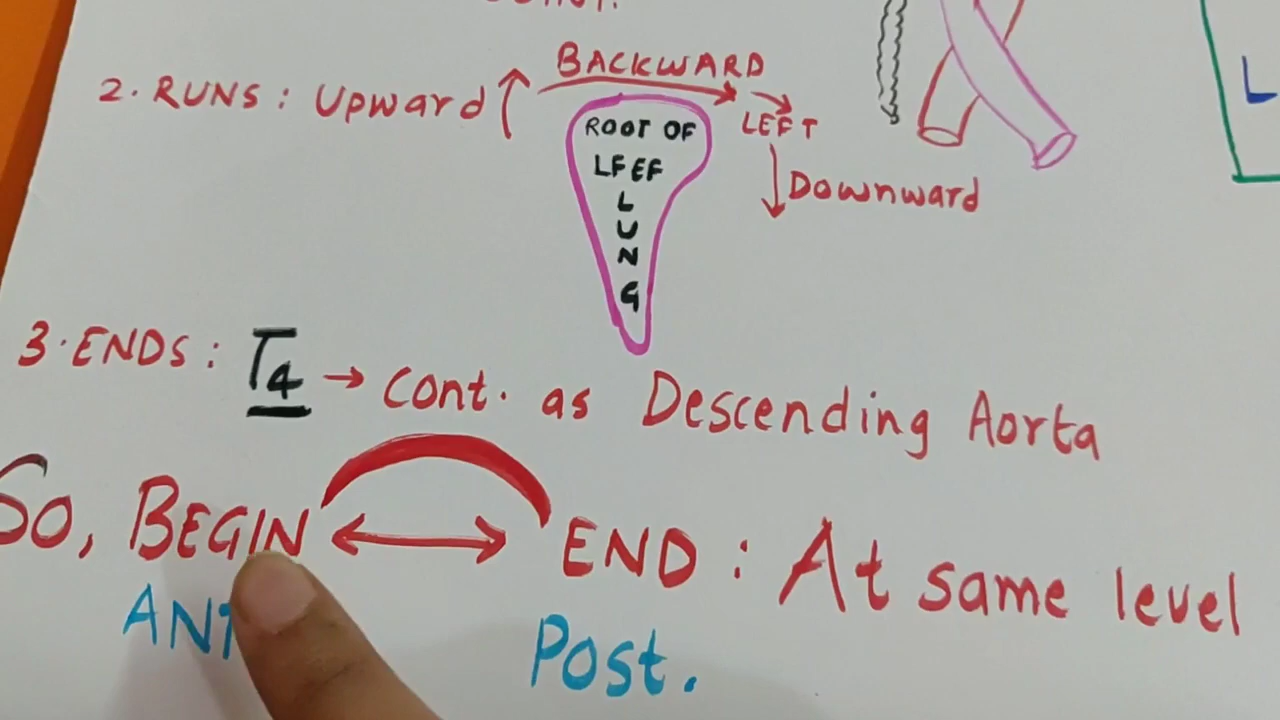 2. RUNS : Upward ↑ BACKWARD → LEFT
↓ Downward
ROOT OF
LFEF
L
U
N
G
3. ENDS : T4 → Cont. as Descending Aorta
So, BEGIN ↔ END : At same level
ANT
Post.
L